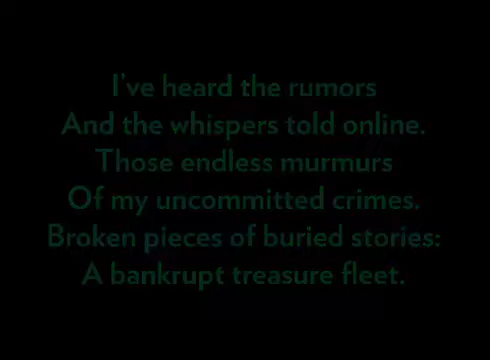 I've heard the rumors
And the whispers told online.
Those endless murmurs
Of my uncommitted crimes.
Broken pieces of buried stories:
A bankrupt treasure fleet.